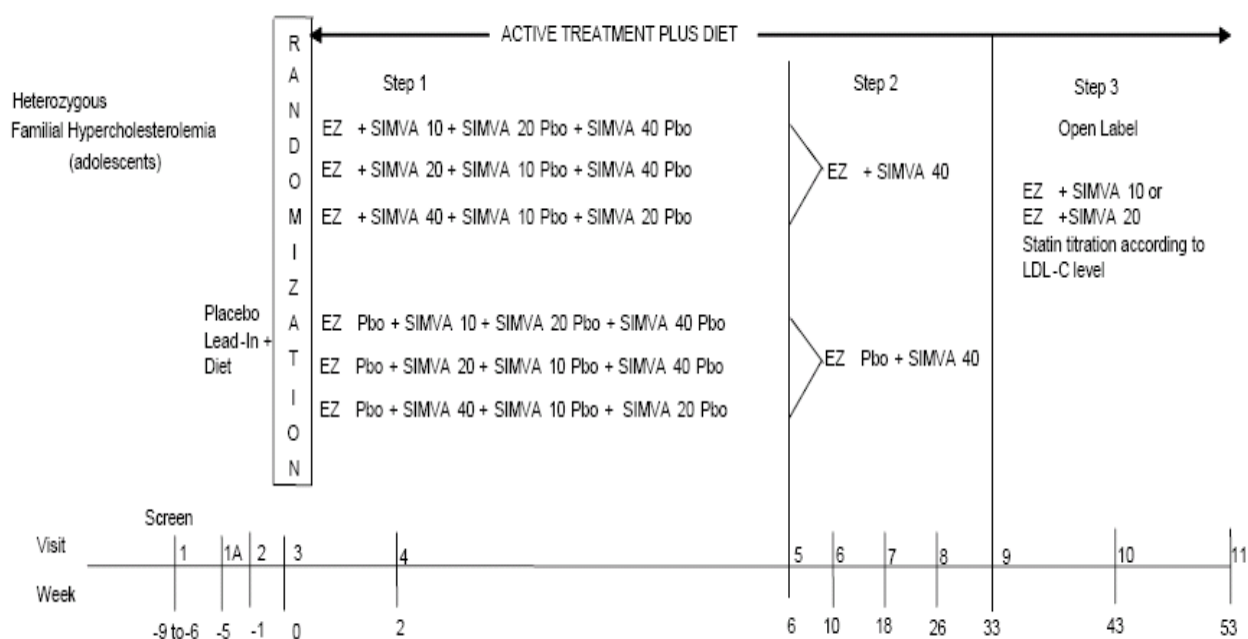 ACTIVE TREATMENT PLUS DIET
RANDOMIZATION
Heterozygous
Familial Hypercholesterolemia
(adolescents)
Placebo
Lead-In +
Diet
Step 1
EZ + SIMVA 10 + SIMVA 20 Pbo + SIMVA 40 Pbo
EZ + SIMVA 20 + SIMVA 10 Pbo + SIMVA 40 Pbo
EZ + SIMVA 40 + SIMVA 10 Pbo + SIMVA 20 Pbo
EZ Pbo + SIMVA 10 + SIMVA 20 Pbo + SIMVA 40 Pbo
EZ Pbo + SIMVA 20 + SIMVA 10 Pbo + SIMVA 40 Pbo
EZ Pbo + SIMVA 40 + SIMVA 10 Pbo + SIMVA 20 Pbo
Step 2
EZ + SIMVA 40
EZ Pbo + SIMVA 40
Step 3
Open Label
EZ + SIMVA 10 or
EZ +SIMVA 20
Statin titration according to
LDL-C level
Screen
Visit 1 1A 2 3 4 5 6 7 8 9 10 11
Week
-9 to-6 -5 -1 0 2 6 10 18 26 33 43 53